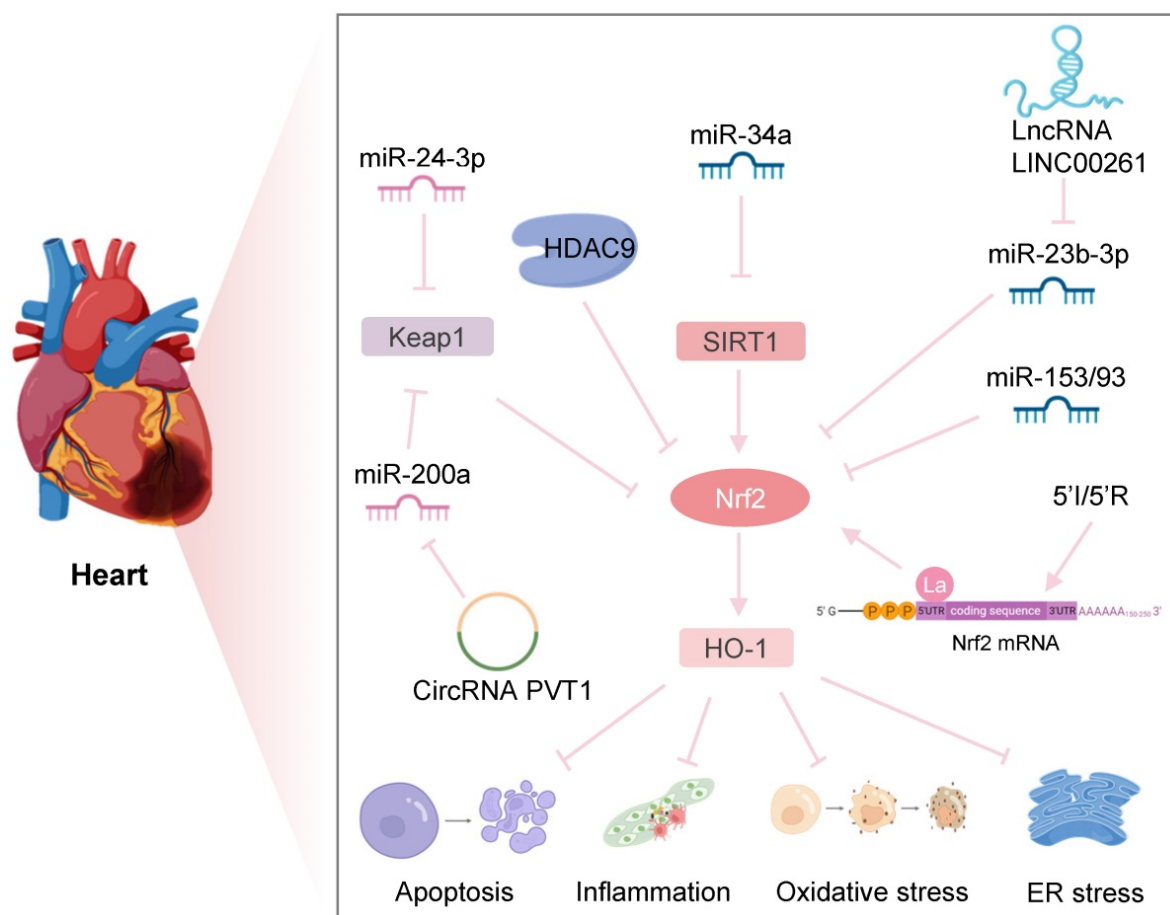 LncRNA
LINC00261
miR-34a
miR-24-3p
HDAC9
miR-23b-3p
Keap1
SIRT1
miR-153/93
miR-200a
Nrf2
5’I/5’R
Heart
La
5' G
P P P 5'UTR coding sequence 3'UTR AAAAAA150-250 3'
Nrf2 mRNA
HO-1
CircRNA PVT1
Apoptosis
Inflammation
Oxidative stress
ER stress